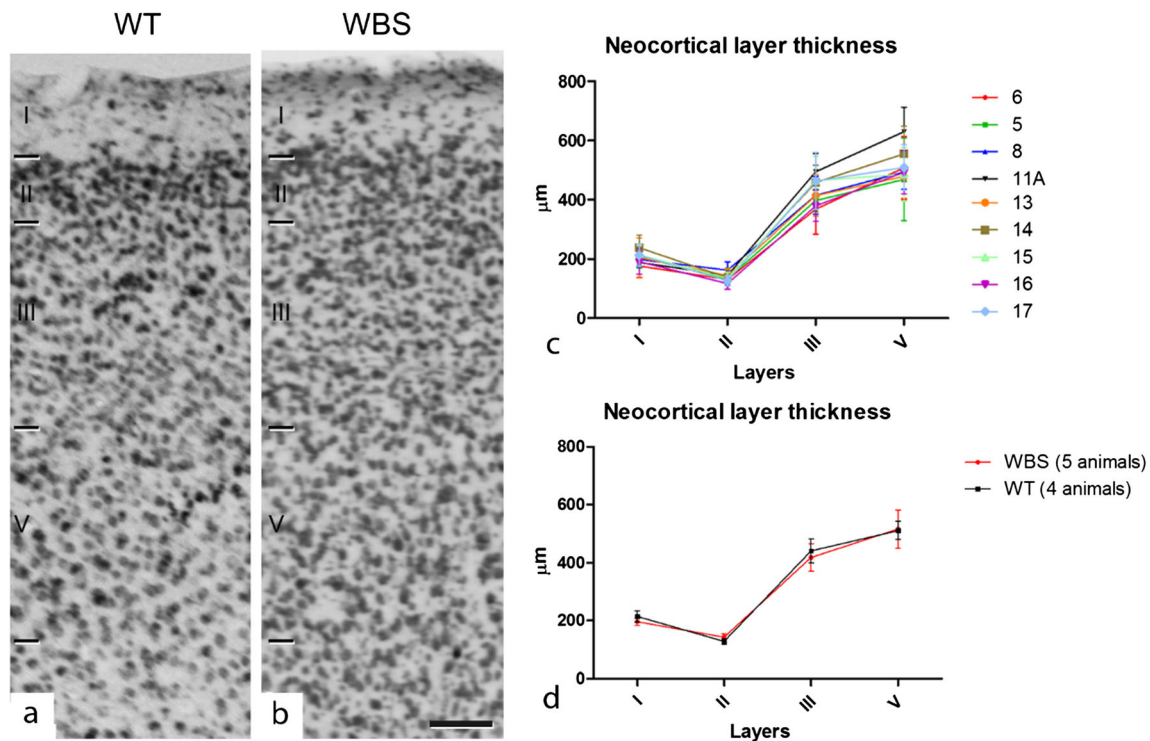 WT
WBS
I
II
III
V
a
I
II
III
V
b
Neocortical layer thickness
800
600
400
200
0
μm
I
II
III
V
Layers
6
5
8
11A
13
14
15
16
17
c
Neocortical layer thickness
800
600
400
200
0
μm
I
II
III
V
Layers
WBS (5 animals)
WT (4 animals)
d